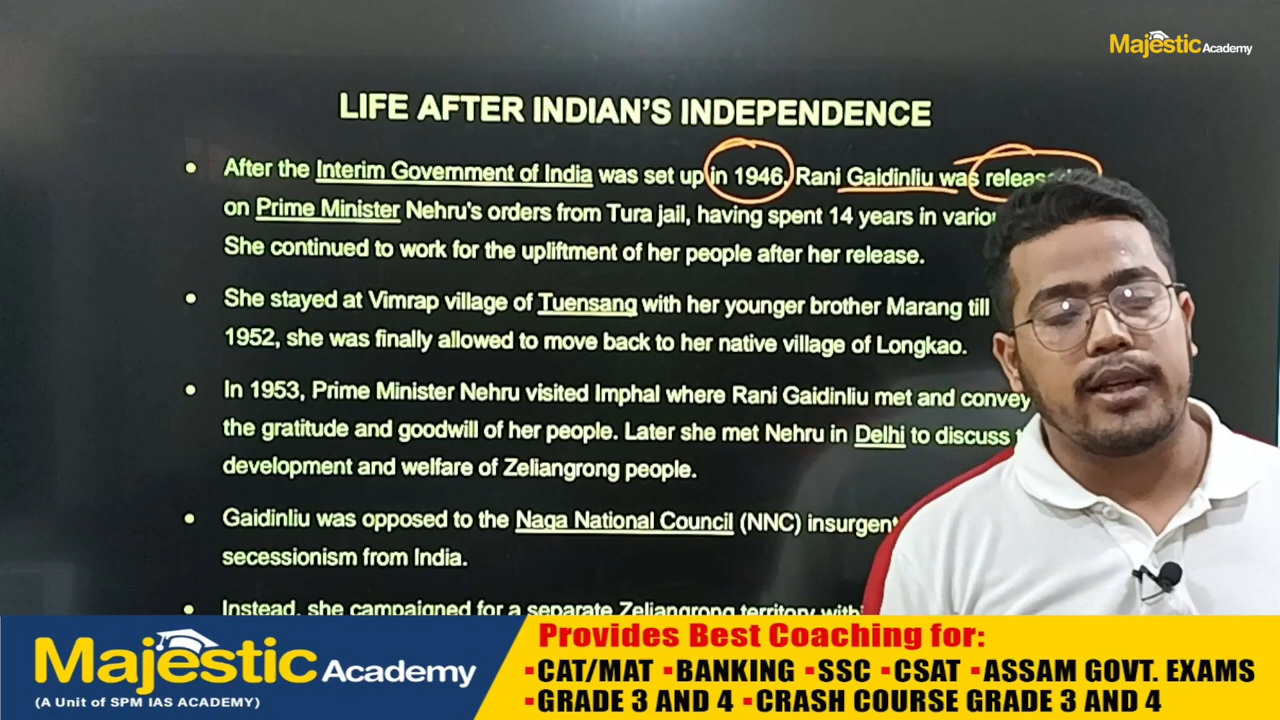 Majestic Academy
LIFE AFTER INDIAN'S INDEPENDENCE
• After the Interim Government of India was set up in 1946, Rani Gaidinliu was
on Prime Minister Nehru's orders from Tura jail, having spent 14 years in
She continued to work for the upliftment of her people after her release.
• She stayed at Vimrap village of Tuensang with her younger brother Marang till
1952, she was finally allowed to move back to her native village of Longkao.
• In 1953, Prime Minister Nehru visited Imphal where Rani Gaidinliu met and
the gratitude and goodwill of her people. Later she met Nehru in Delhi to discuss
development and welfare of Zeliangrong people.
• Gaidinliu was opposed to the Naga National Council (NNC)
secessionism from India.
• Instead, she campaigned for a separate Zeliangrong territory
Majestic Academy
(A Unit of SPM IAS ACADEMY)
Provides Best Coaching for:
▪CAT/MAT ▪BANKING ▪SSC ▪CSAT ▪ASSAM GOVT. EXAMS
▪GRADE 3 AND 4 ▪CRASH COURSE GRADE 3 AND 4